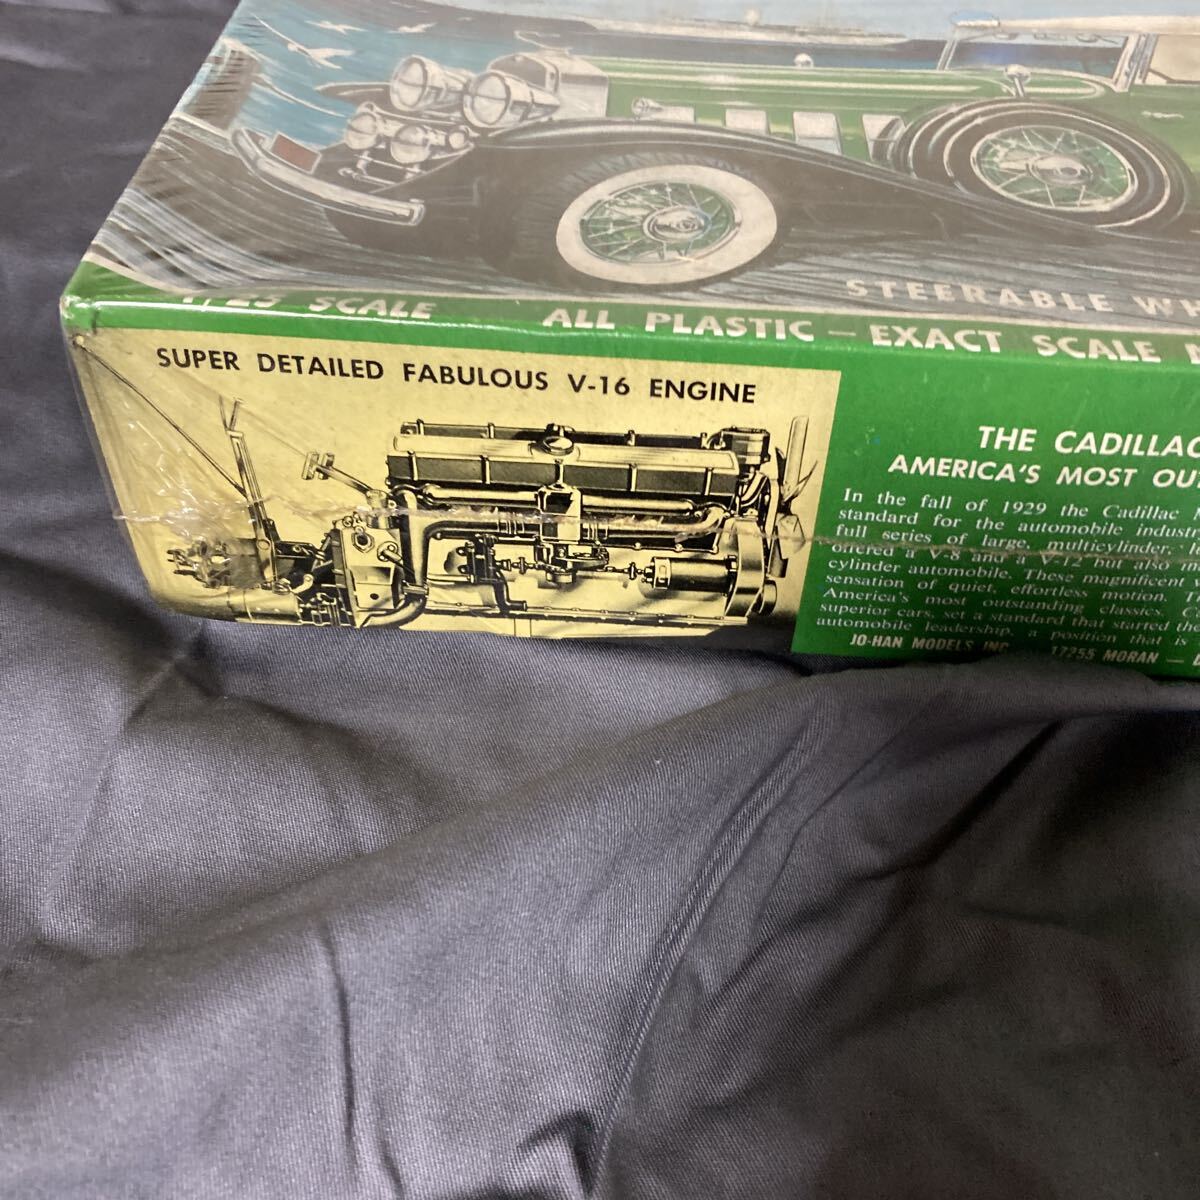 STEERABLE
1/25 SCALE ALL PLASTIC — EXACT SCALE
SUPER DETAILED FABULOUS V-16 ENGINE
THE CADILLAC
AMERICA'S MOST
In the fall of 1929 the Cadillac
standard for the automobile
full series of large, multicylinder,
offered a V-8 and a V-12 but also
cylinder automobile. These magnificent
sensation of quiet, effortless motion.
America's most outstanding classics.
superior cars, set a standard that started the
automobile leadership, a position that is
JO-HAN MODELS INC. 17255 MORAN —